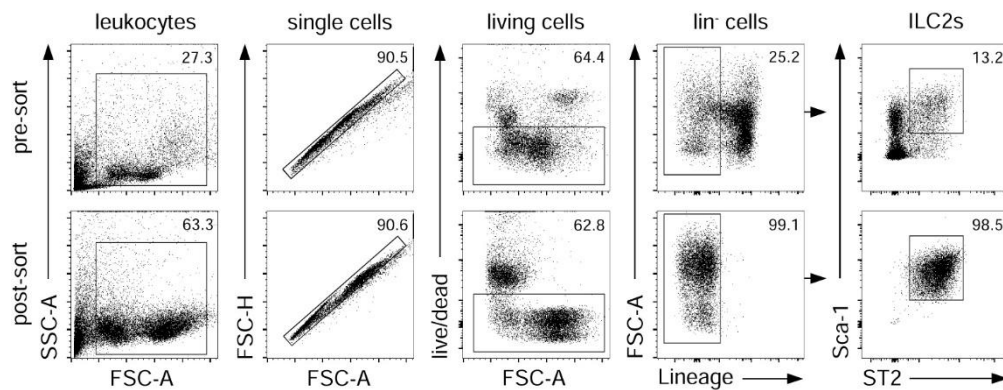 leukocytes single cells living cells lin⁻ cells ILC2s
pre-sort
27.3 90.5 64.4 25.2 13.2
post-sort
63.3 90.6 62.8 99.1 98.5
SSC-A FSC-H live/dead FSC-A Sca-1
FSC-A FSC-A FSC-A Lineage ST2